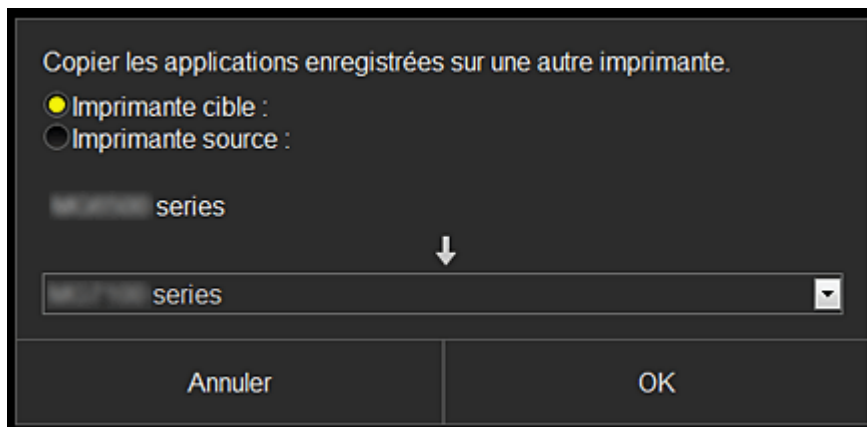 Copier les applications enregistrées sur une autre imprimante.
Imprimante cible :
Imprimante source :
series
series
Annuler
OK